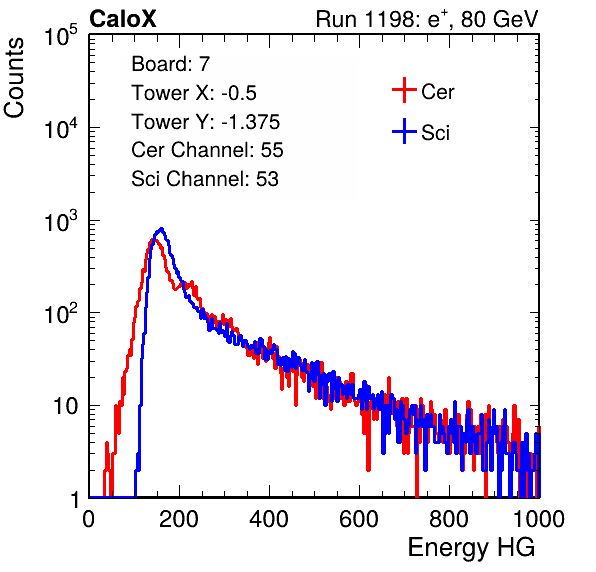 CaloX Run 1198: e⁺, 80 GeV
Counts
Board: 7
Tower X: -0.5
Tower Y: -1.375
Cer Channel: 55
Sci Channel: 53
Cer
Sci
10⁵
10⁴
10³
10²
10
1
0 200 400 600 800 1000
Energy HG